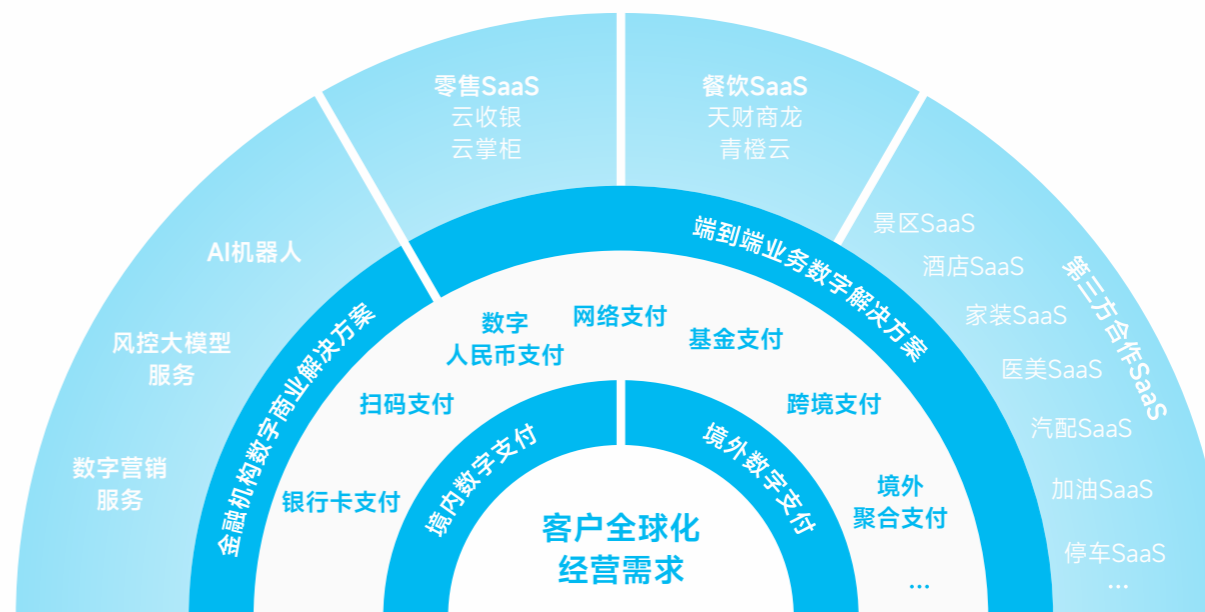 零售SaaS
云收银
云掌柜
餐饮SaaS
天财商龙
青橙云
AI机器人
风控大模型
服务
数字营销
服务
金融机构数字商业解决方案
端到端业务数字解决方案
景区SaaS
酒店SaaS
家装SaaS
医美SaaS
汽配SaaS
加油SaaS
停车SaaS
...
第三方合作SaaS
银行卡支付
扫码支付
数字
人民币支付
网络支付
基金支付
跨境支付
境外
聚合支付
...
境内数字支付
境外数字支付
客户全球化
经营需求